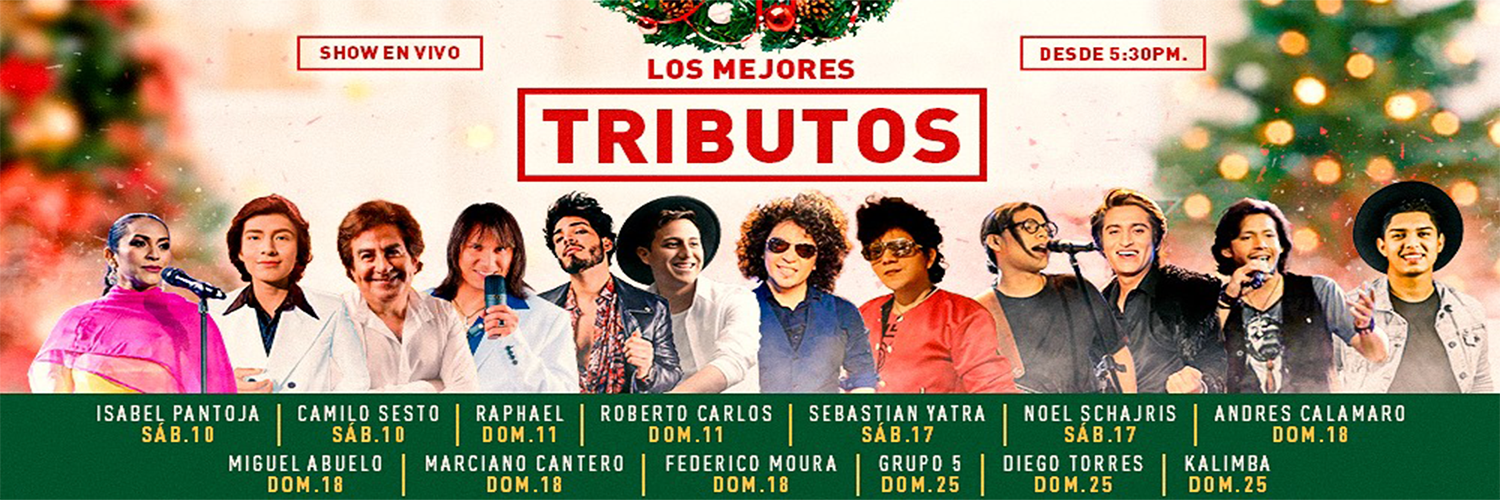 SHOW EN VIVO
DESDE 5:30PM.
LOS MEJORES
TRIBUTOS
ISABEL PANTOJA | CAMILO SESTO | RAPHAEL | ROBERTO CARLOS | SEBASTIAN YATRA | NOEL SCHAJRIS | ANDRES CALAMARO
SÁB.10 | SÁB.10 | DOM.11 | DOM.11 | SÁB.17 | SÁB.17 | DOM.18
MIGUEL ABUELO | MARCIANO CANTERO | FEDERICO MOURA | GRUPO 5 | DIEGO TORRES | KALIMBA
DOM.18 | DOM.18 | DOM.18 | DOM.25 | DOM.25 | DOM.25